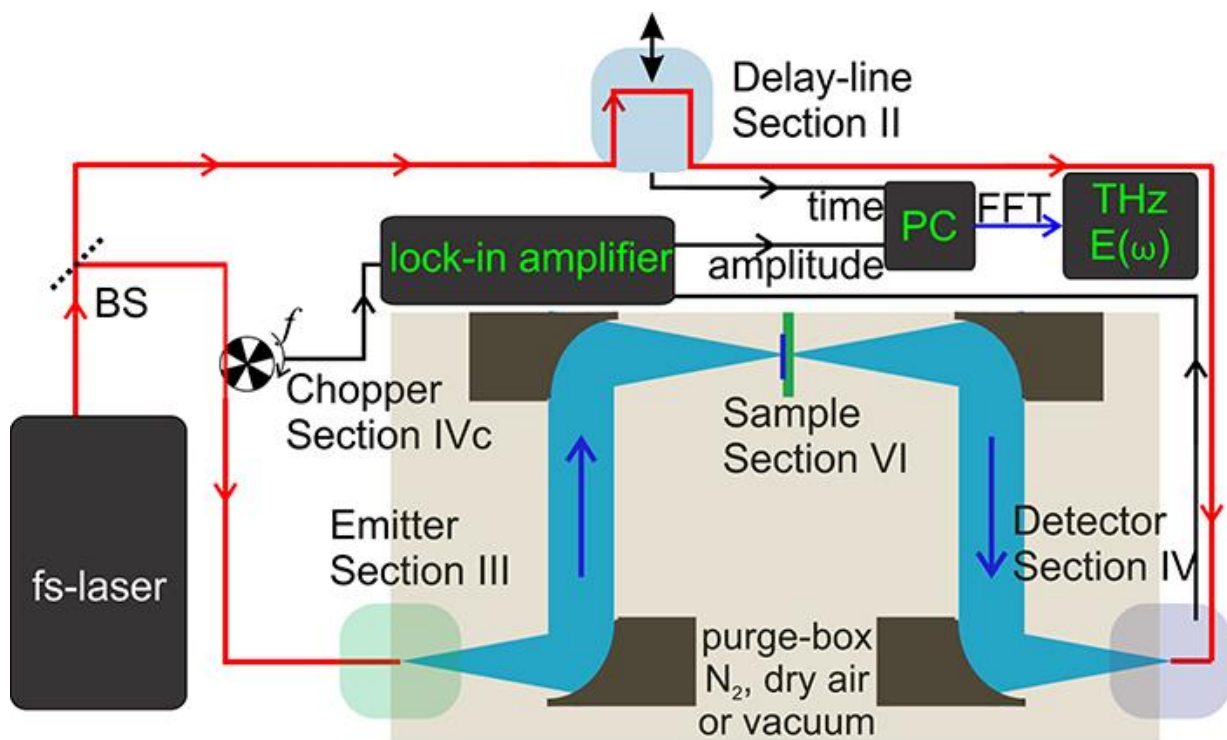 Delay-line
Section II
time
PC
FFT
THz
E(ω)
lock-in amplifier
amplitude
BS
f
Chopper
Section IVc
Sample
Section VI
Emitter
Section III
Detector
Section IV
fs-laser
purge-box
N₂, dry air
or vacuum